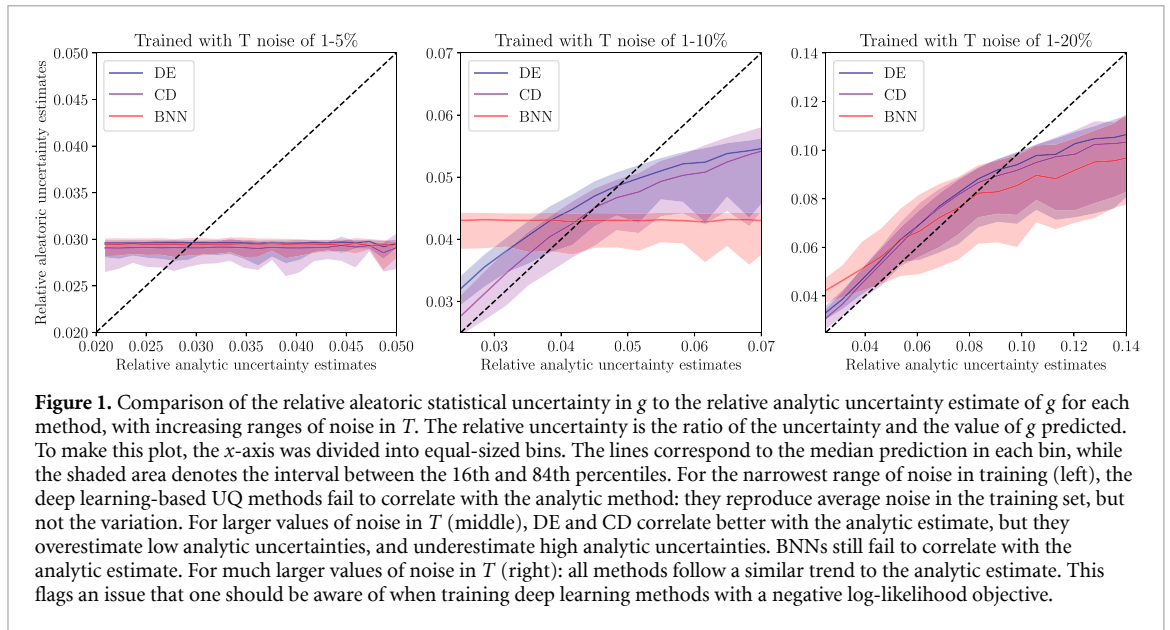 Trained with T noise of 1-5%
0.050
0.045
0.040
0.035
0.030
0.025
0.020
DE
CD
BNN
Relative aleatoric uncertainty estimates
0.020 0.025 0.030 0.035 0.040 0.045 0.050
Relative analytic uncertainty estimates
Trained with T noise of 1-10%
0.07
0.06
0.05
0.04
0.03
DE
CD
BNN
0.03 0.04 0.05 0.06 0.07
Relative analytic uncertainty estimates
Trained with T noise of 1-20%
0.14
0.12
0.10
0.08
0.06
0.04
DE
CD
BNN
0.04 0.06 0.08 0.10 0.12 0.14
Relative analytic uncertainty estimates
Figure 1. Comparison of the relative aleatoric statistical uncertainty in g to the relative analytic uncertainty estimate of g for each
method, with increasing ranges of noise in T. The relative uncertainty is the ratio of the uncertainty and the value of g predicted.
To make this plot, the x-axis was divided into equal-sized bins. The lines correspond to the median prediction in each bin, while
the shaded area denotes the interval between the 16th and 84th percentiles. For the narrowest range of noise in training (left), the
deep learning-based UQ methods fail to correlate with the analytic method: they reproduce average noise in the training set, but
not the variation. For larger values of noise in T (middle), DE and CD correlate better with the analytic estimate, but they
overestimate low analytic uncertainties, and underestimate high analytic uncertainties. BNNs still fail to correlate with the
analytic estimate. For much larger values of noise in T (right): all methods follow a similar trend to the analytic estimate. This
flags an issue that one should be aware of when training deep learning methods with a negative log-likelihood objective.